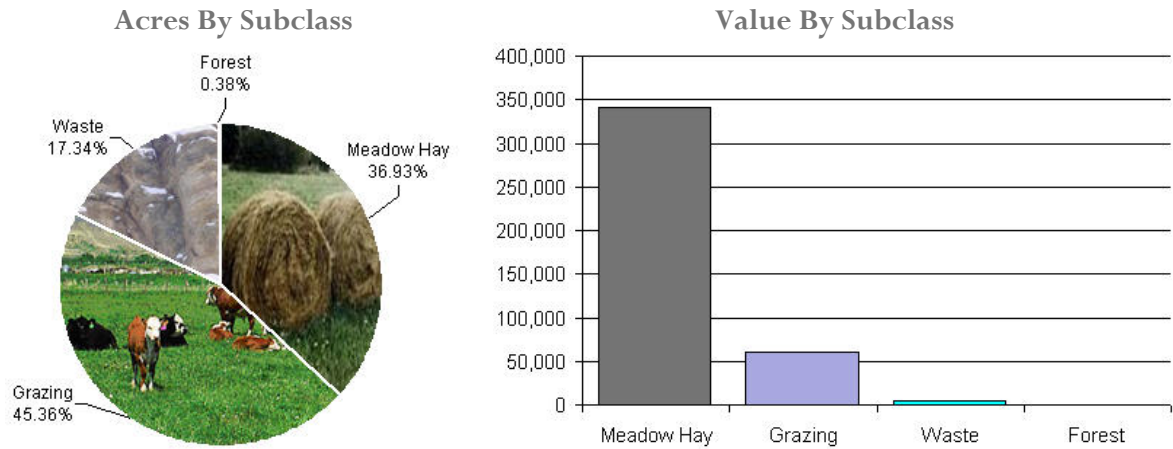 Acres By Subclass
Forest
0.38%
Waste
17.34%
Meadow Hay
36.93%
Grazing
45.36%
Value By Subclass
400,000
350,000
300,000
250,000
200,000
150,000
100,000
50,000
0
Meadow Hay
Grazing
Waste
Forest